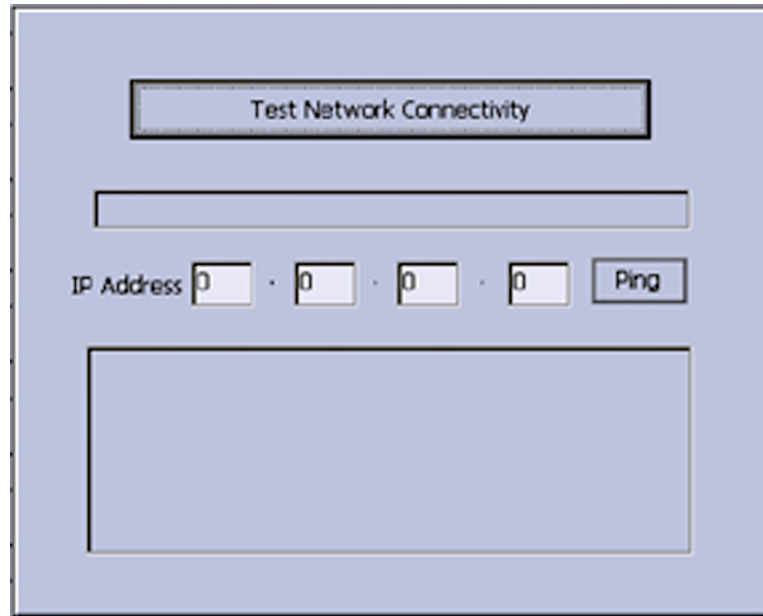 Test Network Connectivity
IP Address 0 . 0 . 0 . 0 Ping